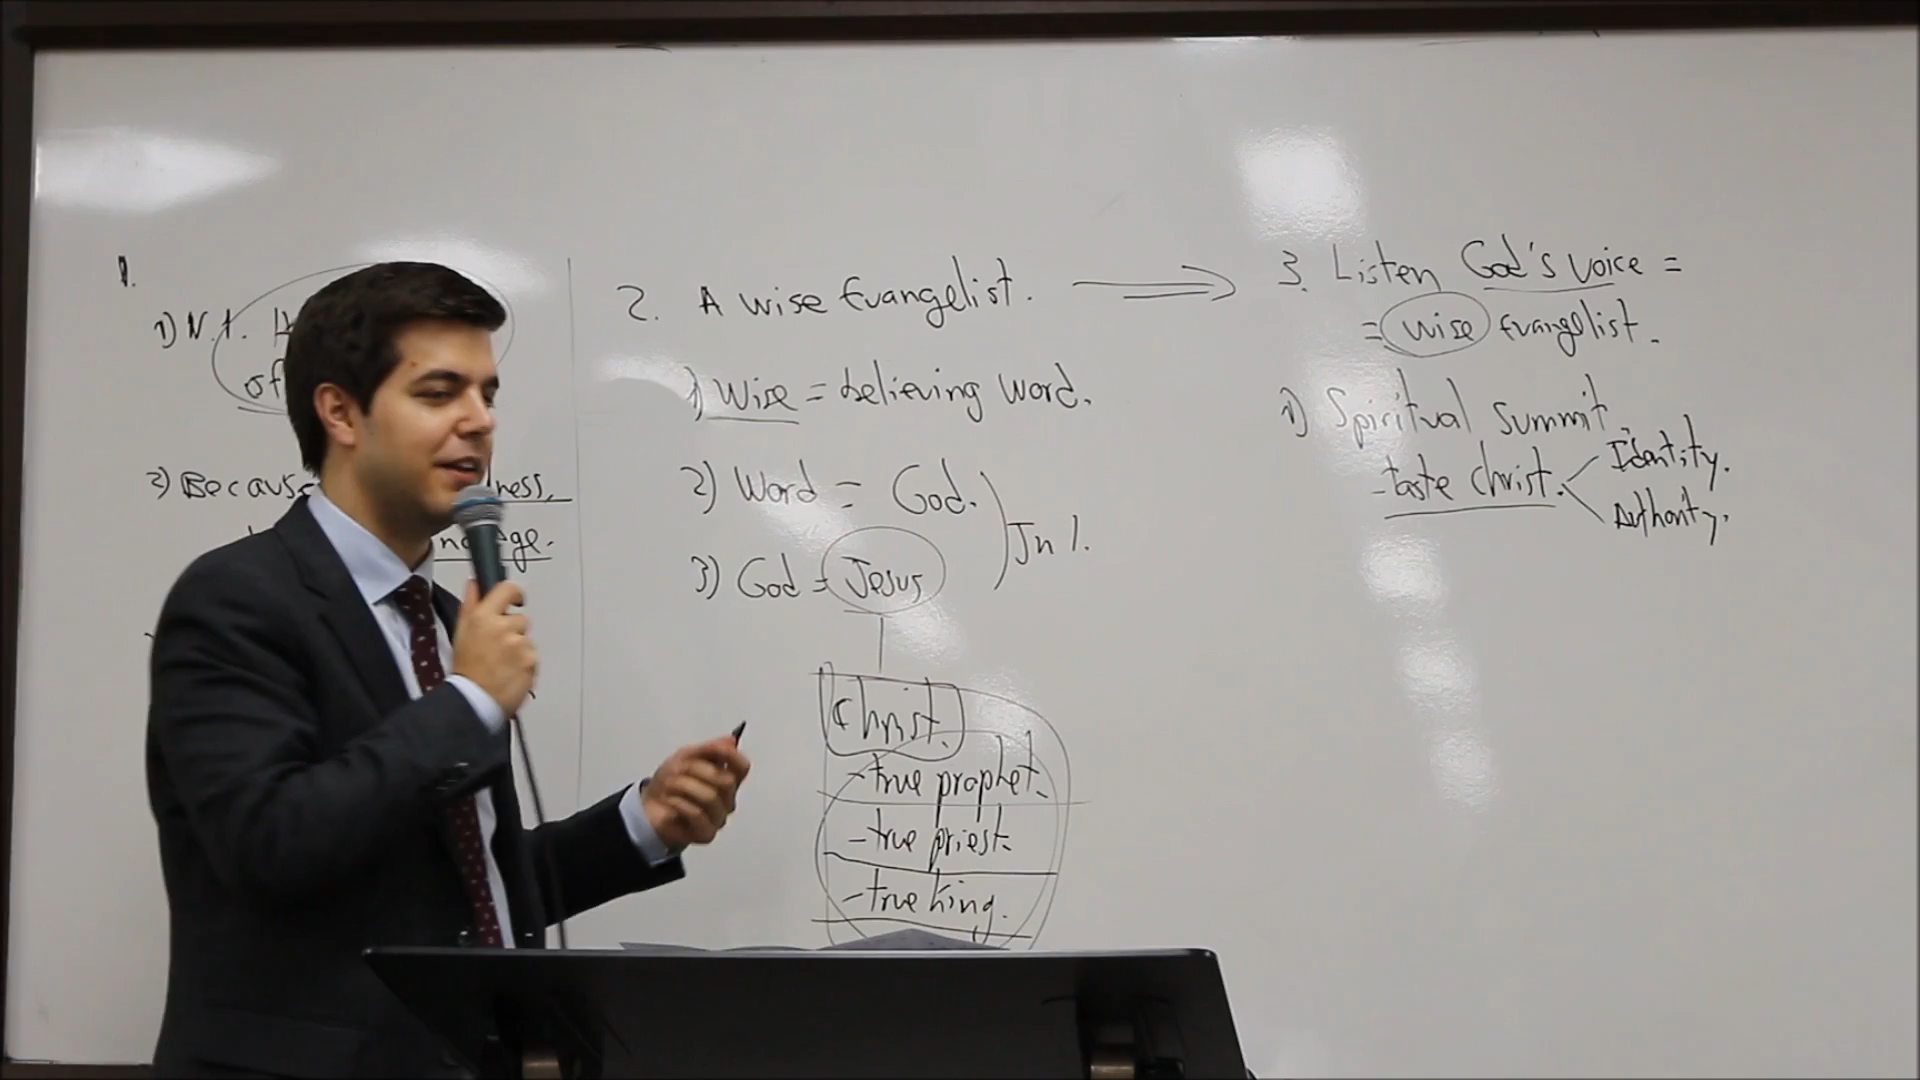 1.
1) N.T.
of
2) Because ness.
ge.
2. A wise Evangelist.
1) Wise = believing word.
2) Word = God.
3) God = Jesus
Jn 1.
Christ.
- true prophet.
- true priest.
- true king.
3. Listen God's voice =
= wise Evangelist.
1) Spiritual summit
- taste Christ.
Identity.
Authority.